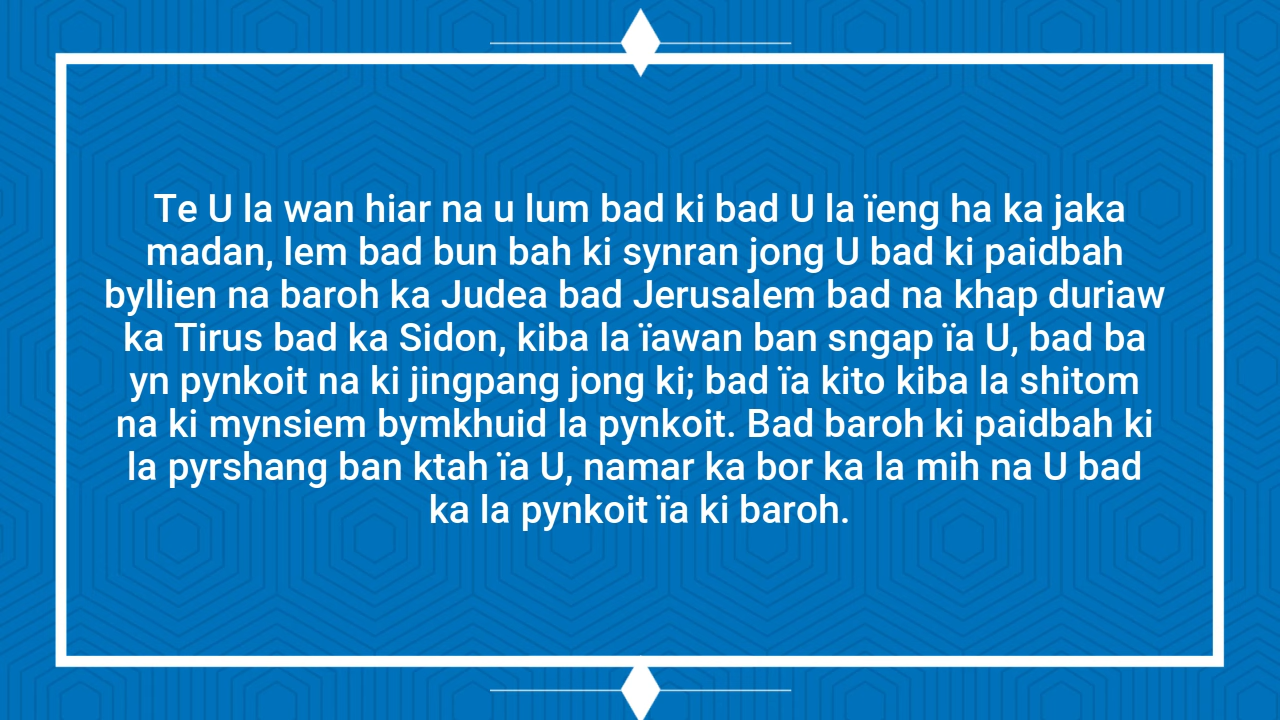 Te U la wan hiar na u lum bad ki bad U la ïeng ha ka jaka
madan, lem bad bun bah ki synran jong U bad ki paidbah
byllien na baroh ka Judea bad Jerusalem bad na khap duriaw
ka Tirus bad ka Sidon, kiba la ïawan ban sngap ïa U, bad ba
yn pynkoit na ki jingpang jong ki; bad ïa kito kiba la shitom
na ki mynsiem bymkhuid la pynkoit. Bad baroh ki paidbah ki
la pyrshang ban ktah ïa U, namar ka bor ka la mih na U bad
ka la pynkoit ïa ki baroh.